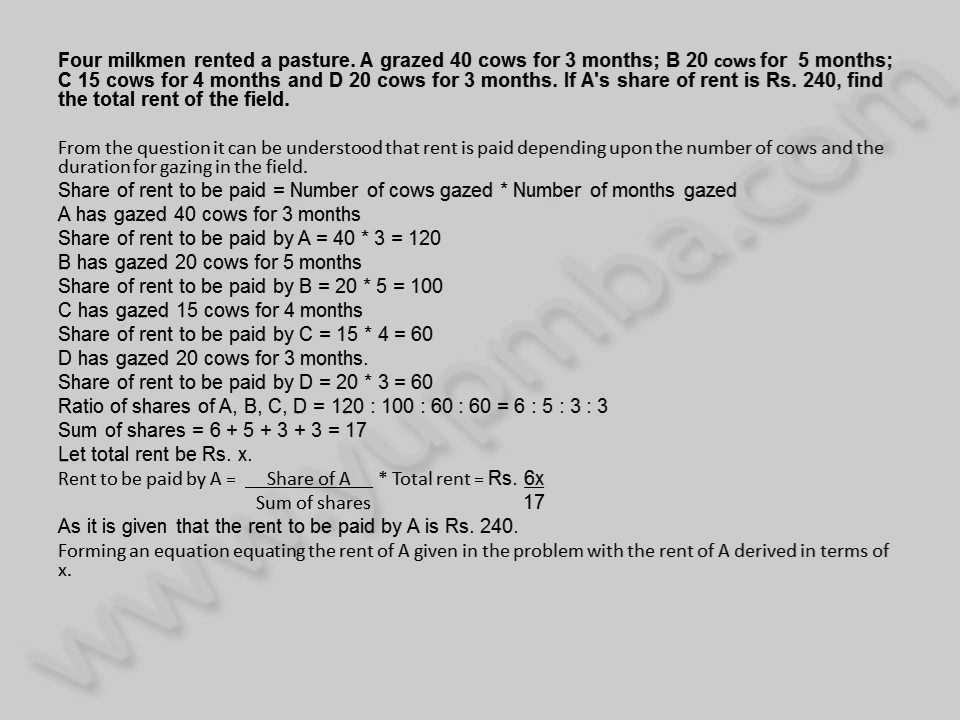 Four milkmen rented a pasture. A grazed 40 cows for 3 months; B 20 cows for 5 months;
C 15 cows for 4 months and D 20 cows for 3 months. If A's share of rent is Rs. 240, find
the total rent of the field.
From the question it can be understood that rent is paid depending upon the number of cows and the
duration for gazing in the field.
Share of rent to be paid = Number of cows gazed * Number of months gazed
A has gazed 40 cows for 3 months
Share of rent to be paid by A = 40 * 3 = 120
B has gazed 20 cows for 5 months
Share of rent to be paid by B = 20 * 5 = 100
C has gazed 15 cows for 4 months
Share of rent to be paid by C = 15 * 4 = 60
D has gazed 20 cows for 3 months.
Share of rent to be paid by D = 20 * 3 = 60
Ratio of shares of A, B, C, D = 120 : 100 : 60 : 60 = 6 : 5 : 3 : 3
Sum of shares = 6 + 5 + 3 + 3 = 17
Let total rent be Rs. x.
Rent to be paid by A = Share of A * Total rent = Rs. 6x
Sum of shares 17
As it is given that the rent to be paid by A is Rs. 240.
Forming an equation equating the rent of A given in the problem with the rent of A derived in terms of
x.
www.yupmba.com